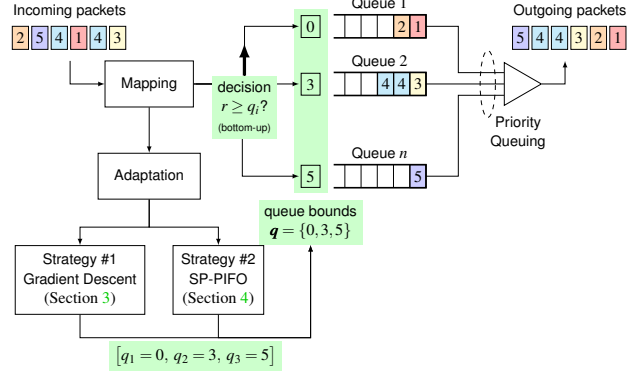 Incoming packets
2 5 4 1 4 3
Mapping
decision
r ≥ qᵢ?
(bottom-up)
0
3
5
Queue 1
2 1
Queue 2
4 4 3
Queue n
5
Outgoing packets
5 4 4 3 2 1
Priority
Queuing
Adaptation
queue bounds
q = {0,3,5}
Strategy #1
Gradient Descent
(Section 3)
Strategy #2
SP-PIFO
(Section 4)
[q₁ = 0, q₂ = 3, q₃ = 5]